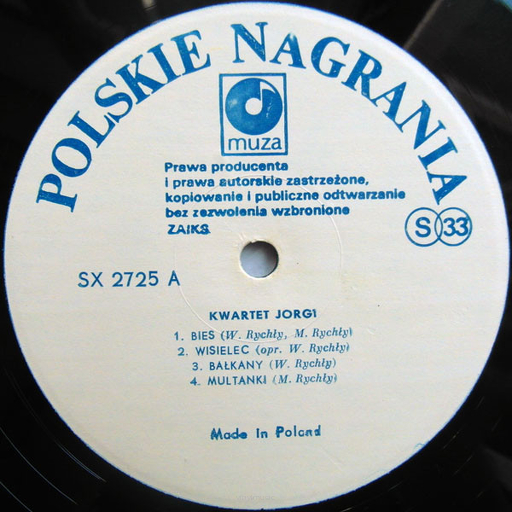 POLSKIE NAGRANIA
muza
Prawa producenta
i prawa autorskie zastrzeżone,
kopiowanie i publiczne odtwarzanie
bez zezwolenia wzbronione
ZAIKS
S 33
SX 2725 A
KWARTET JORGI
1. BIES (W. Rychły, M. Rychły)
2. WISIELEC (opr. W. Rychły)
3. BAŁKANY (W. Rychły)
4. MULTANKI (M. Rychły)
Made In Poland